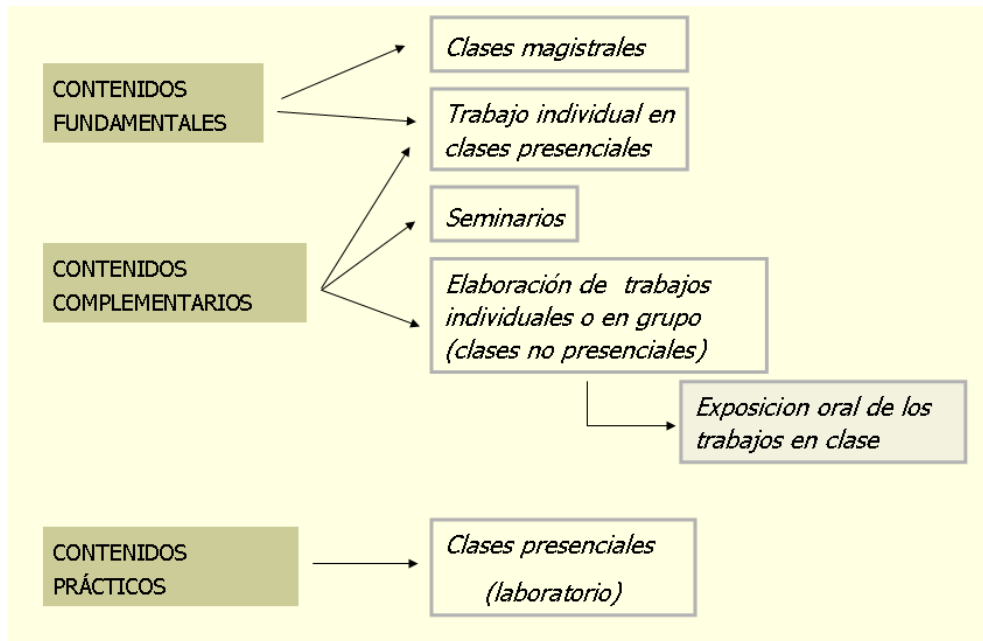 Clases magistrales
CONTENIDOS
FUNDAMENTALES
Trabajo individual en
clases presenciales
Seminarios
CONTENIDOS
COMPLEMENTARIOS
Elaboración de trabajos
individuales o en grupo
(clases no presenciales)
Exposicion oral de los
trabajos en clase
CONTENIDOS
PRÁCTICOS
Clases presenciales
(laboratorio)